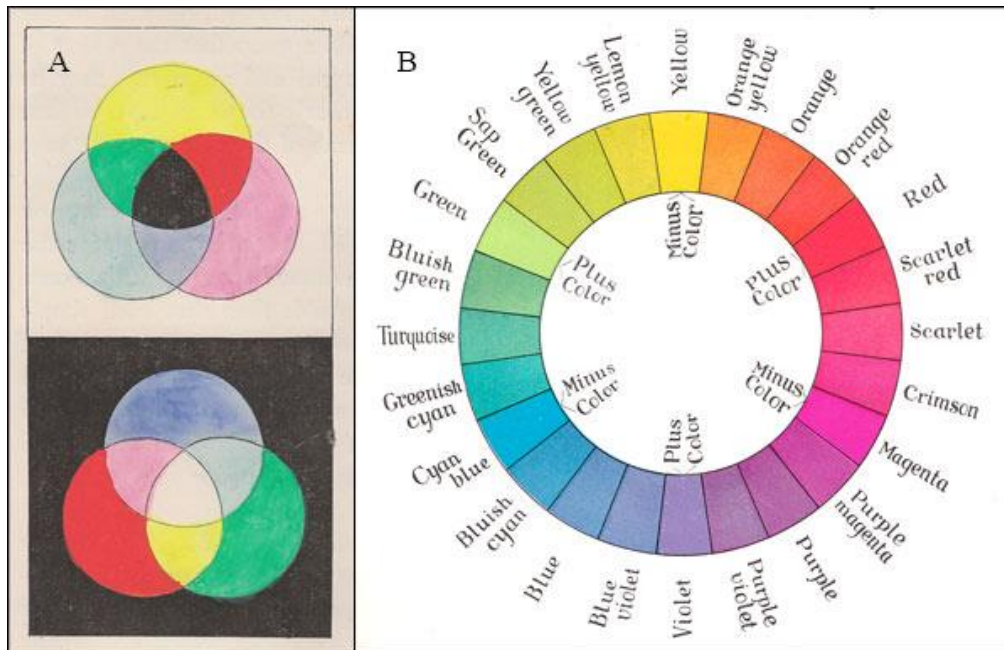 A
B
Yellow
Orange
yellow
Orange
Orange
red
Red
Scarlet
red
Scarlet
Crimson
Magenta
Purple
magenta
Purple
Purple
violet
Violet
Blue
violet
Blue
Bluish
cyan
Cyan
blue
Greenish
cyan
Turquoise
Bluish
green
Green
Sap
Green
Yellow
green
Lemon
yellow
Minus
Color
Plus
Color
Minus
Color
Plus
Color
Minus
Color
Plus
Color